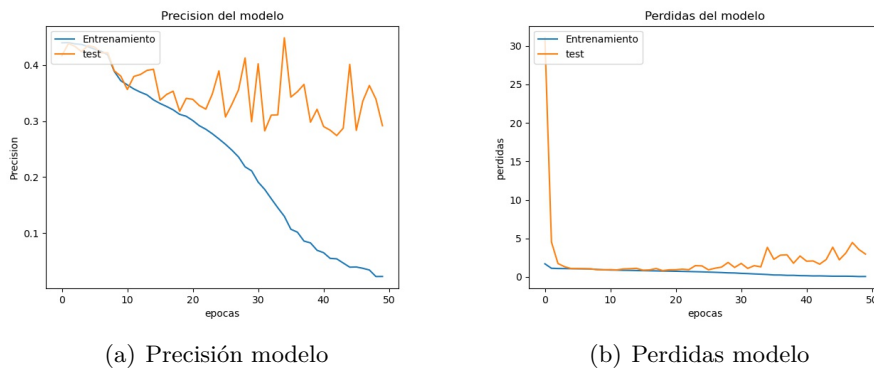 Precision del modelo
Entrenamiento
test
0.4
0.3
0.2
0.1
Precision
0 10 20 30 40 50
epocas
(a) Precisión modelo
Perdidas del modelo
Entrenamiento
test
30
25
20
15
10
5
0
perdidas
0 10 20 30 40 50
epocas
(b) Perdidas modelo